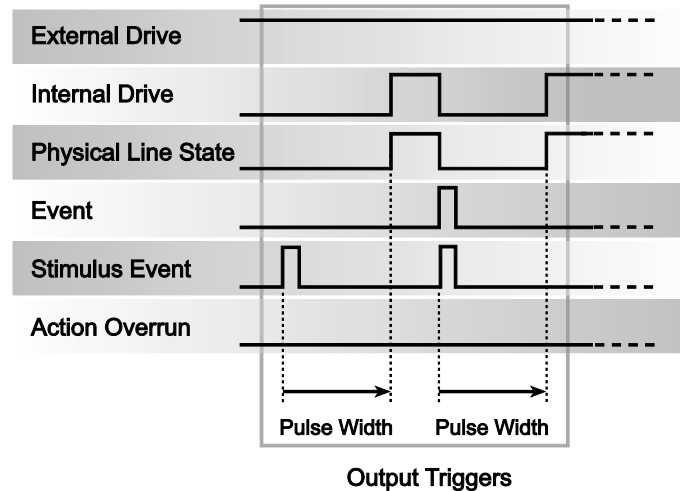 External Drive
Internal Drive
Physical Line State
Event
Stimulus Event
Action Overrun
Pulse Width Pulse Width
Output Triggers